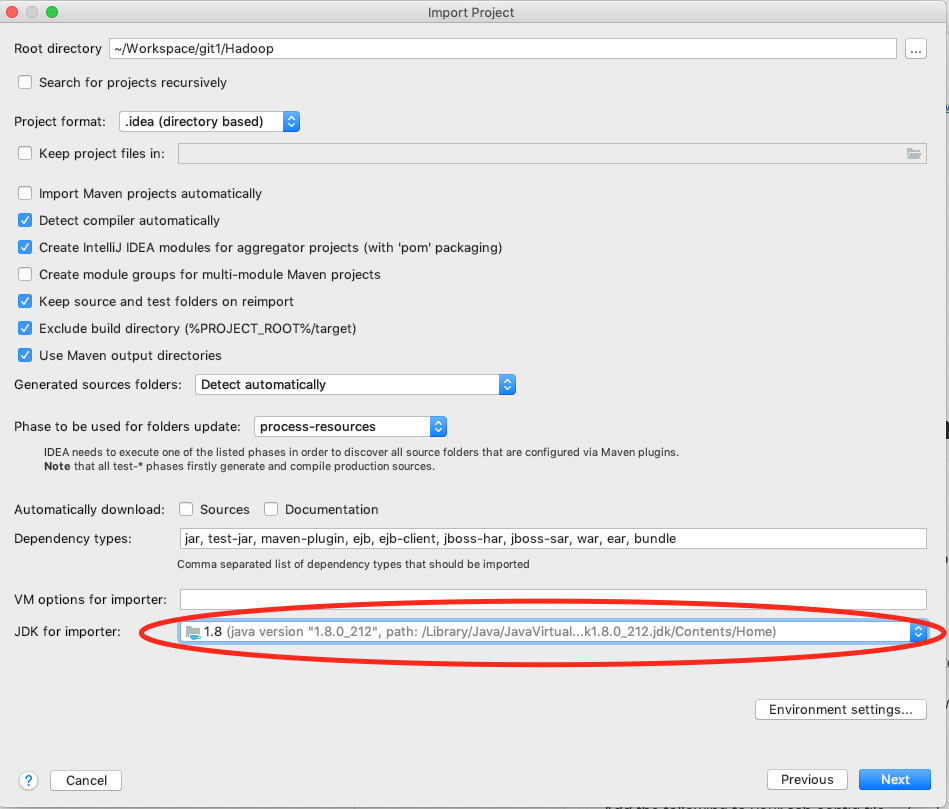 Import Project
Root directory ~/Workspace/git1/Hadoop ...
Search for projects recursively
Project format: .idea (directory based)
Keep project files in:
Import Maven projects automatically
Detect compiler automatically
Create IntelliJ IDEA modules for aggregator projects (with 'pom' packaging)
Create module groups for multi-module Maven projects
Keep source and test folders on reimport
Exclude build directory (%PROJECT_ROOT%/target)
Use Maven output directories
Generated sources folders: Detect automatically
Phase to be used for folders update: process-resources
IDEA needs to execute one of the listed phases in order to discover all source folders that are configured via Maven plugins.
Note that all test-* phases firstly generate and compile production sources.
Automatically download: Sources Documentation
Dependency types: jar, test-jar, maven-plugin, ejb, ejb-client, jboss-har, jboss-sar, war, ear, bundle
Comma separated list of dependency types that should be imported
VM options for importer:
JDK for importer: 1.8 (java version "1.8.0_212", path: /Library/Java/JavaVirtual...k1.8.0_212.jdk/Contents/Home)
Environment settings...
? Cancel Previous Next